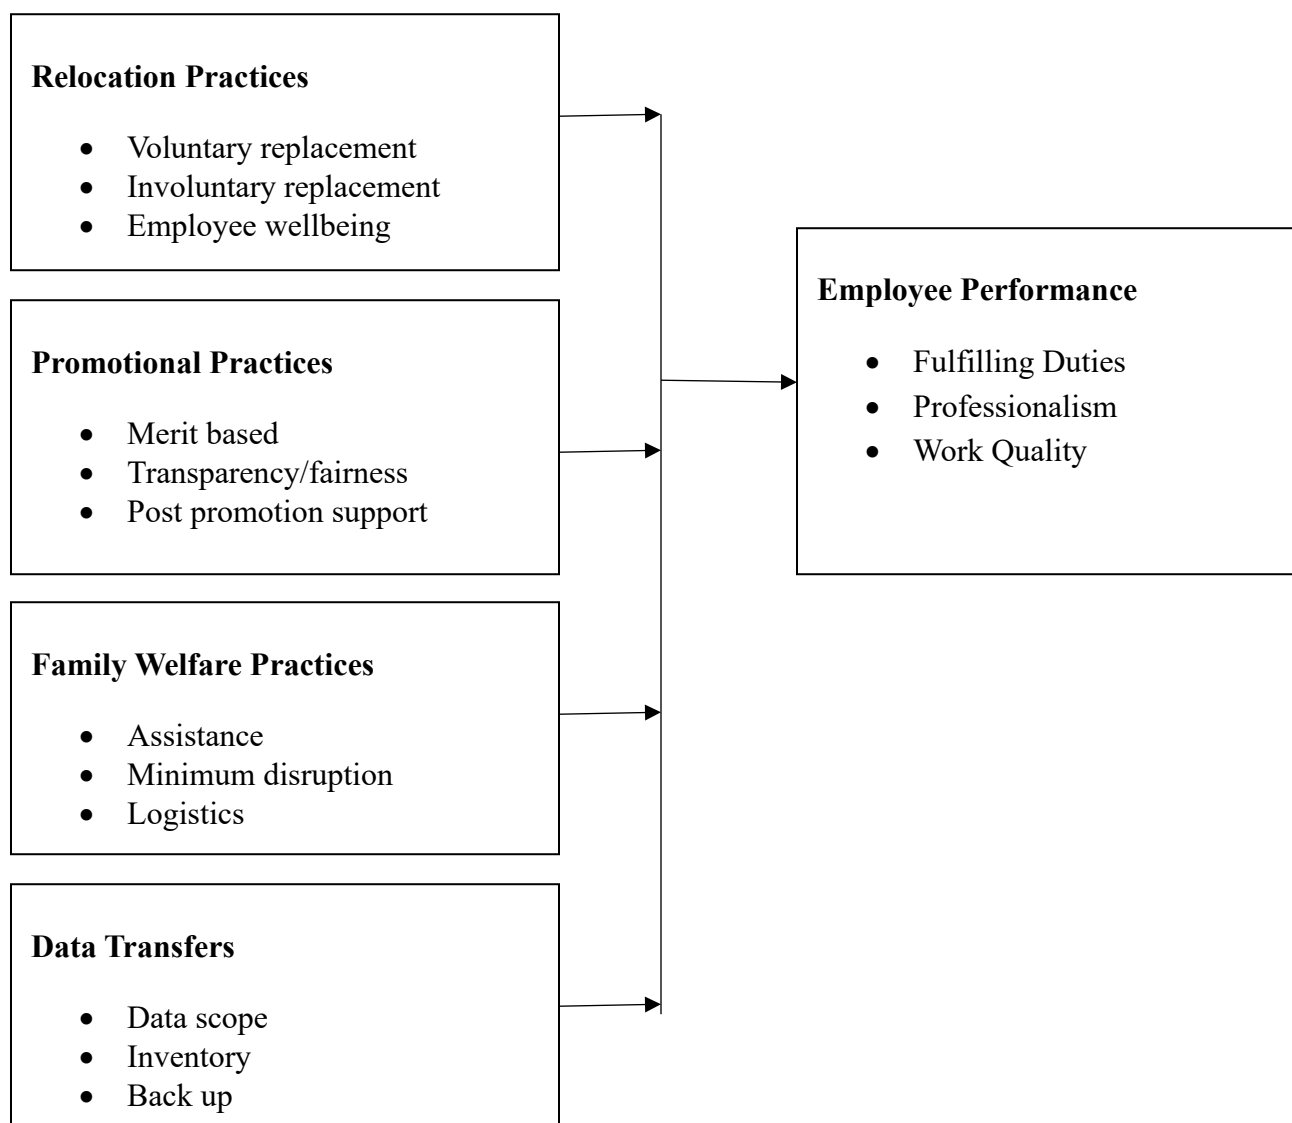 Relocation Practices
• Voluntary replacement
• Involuntary replacement
• Employee wellbeing
Promotional Practices
• Merit based
• Transparency/fairness
• Post promotion support
Family Welfare Practices
• Assistance
• Minimum disruption
• Logistics
Data Transfers
• Data scope
• Inventory
• Back up
Employee Performance
• Fulfilling Duties
• Professionalism
• Work Quality